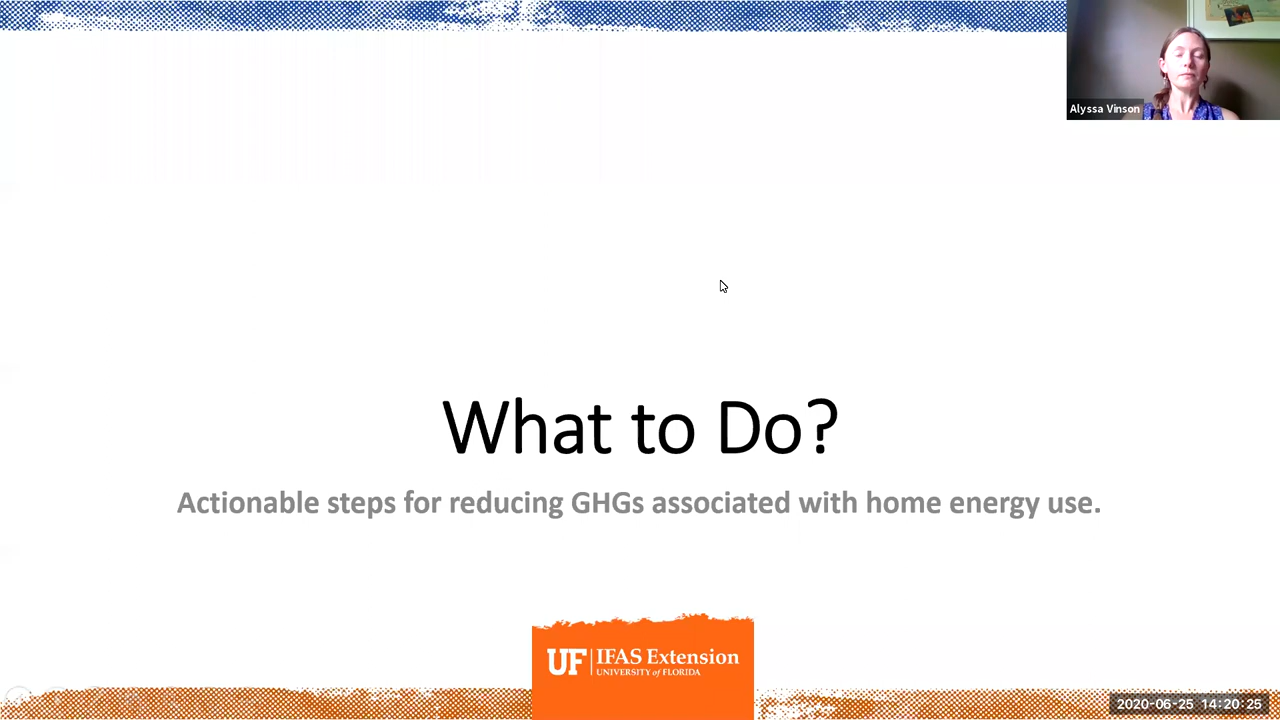 Alyssa Vinson
What to Do?
Actionable steps for reducing GHGs associated with home energy use.
UF | IFAS Extension
UNIVERSITY of FLORIDA
2020-06-25 14:20:25